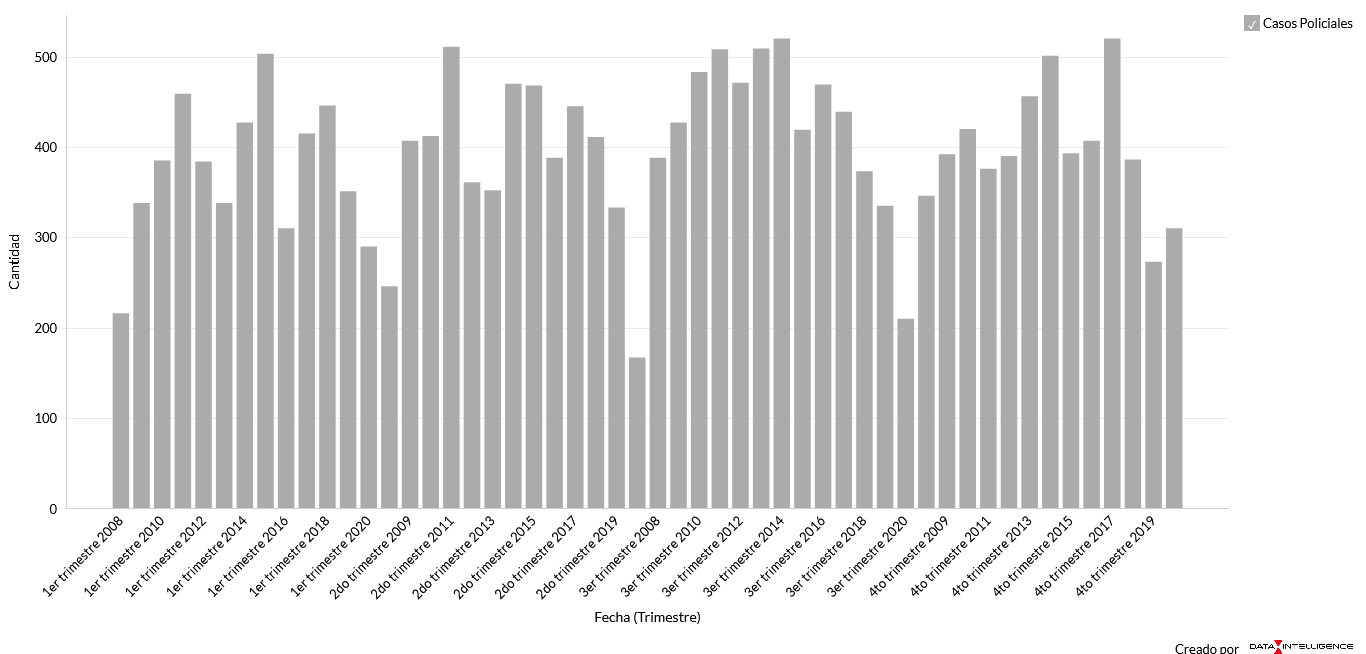 Casos Policiales
500
400
300
200
100
0
Cantidad
1er trimestre 2008
1er trimestre 2010
1er trimestre 2012
1er trimestre 2014
1er trimestre 2016
1er trimestre 2018
1er trimestre 2020
2do trimestre 2009
2do trimestre 2011
2do trimestre 2013
2do trimestre 2015
2do trimestre 2017
2do trimestre 2019
3er trimestre 2008
3er trimestre 2010
3er trimestre 2012
3er trimestre 2014
3er trimestre 2016
3er trimestre 2018
3er trimestre 2020
4to trimestre 2009
4to trimestre 2011
4to trimestre 2013
4to trimestre 2015
4to trimestre 2017
4to trimestre 2019
Fecha (Trimestre)
Creado por DATA INTELLIGENCE